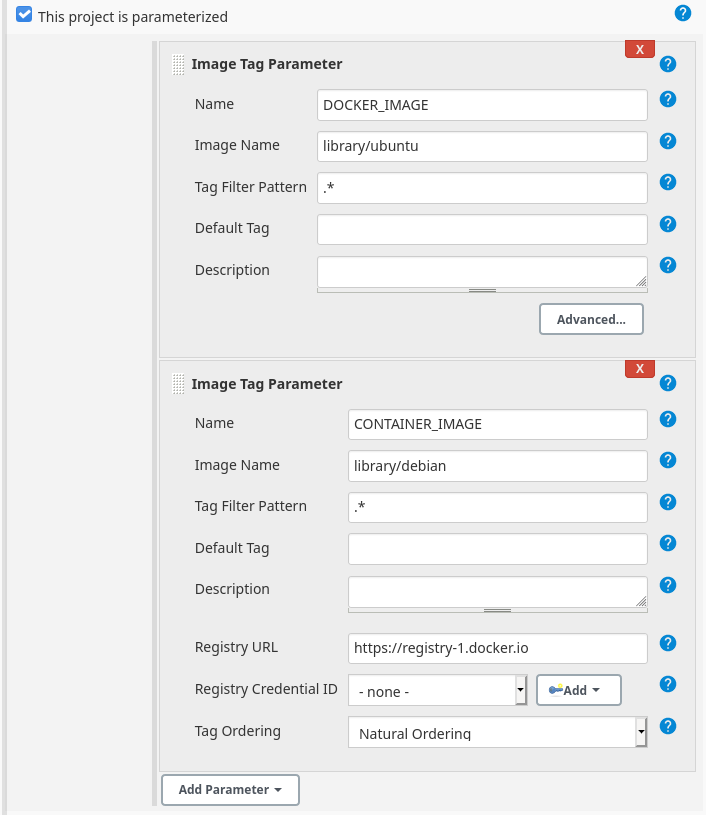 This project is parameterized
?
X
Image Tag Parameter ?
Name DOCKER_IMAGE ?
Image Name library/ubuntu ?
Tag Filter Pattern .* ?
Default Tag ?
Description ?
Advanced...
X
Image Tag Parameter ?
Name CONTAINER_IMAGE ?
Image Name library/debian ?
Tag Filter Pattern .* ?
Default Tag ?
Description ?
Registry URL https://registry-1.docker.io ?
Registry Credential ID - none - Add ?
Tag Ordering Natural Ordering ?
Add Parameter